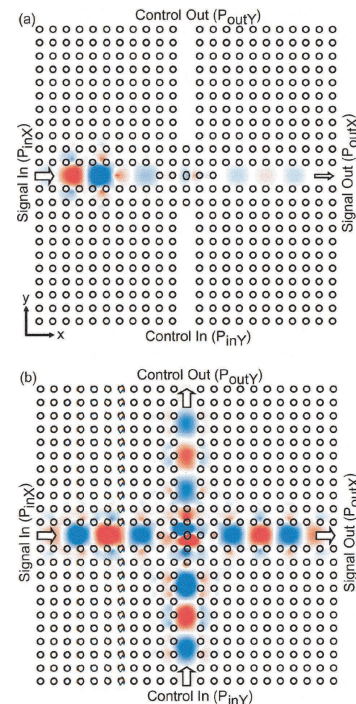 (a)
Control Out (PoutY)
Signal In (PinX)
Signal Out (PoutX)
y
x
Control In (PinY)
(b)
Control Out (PoutY)
Signal In (PinX)
Signal Out (PoutX)
Control In (PinY)